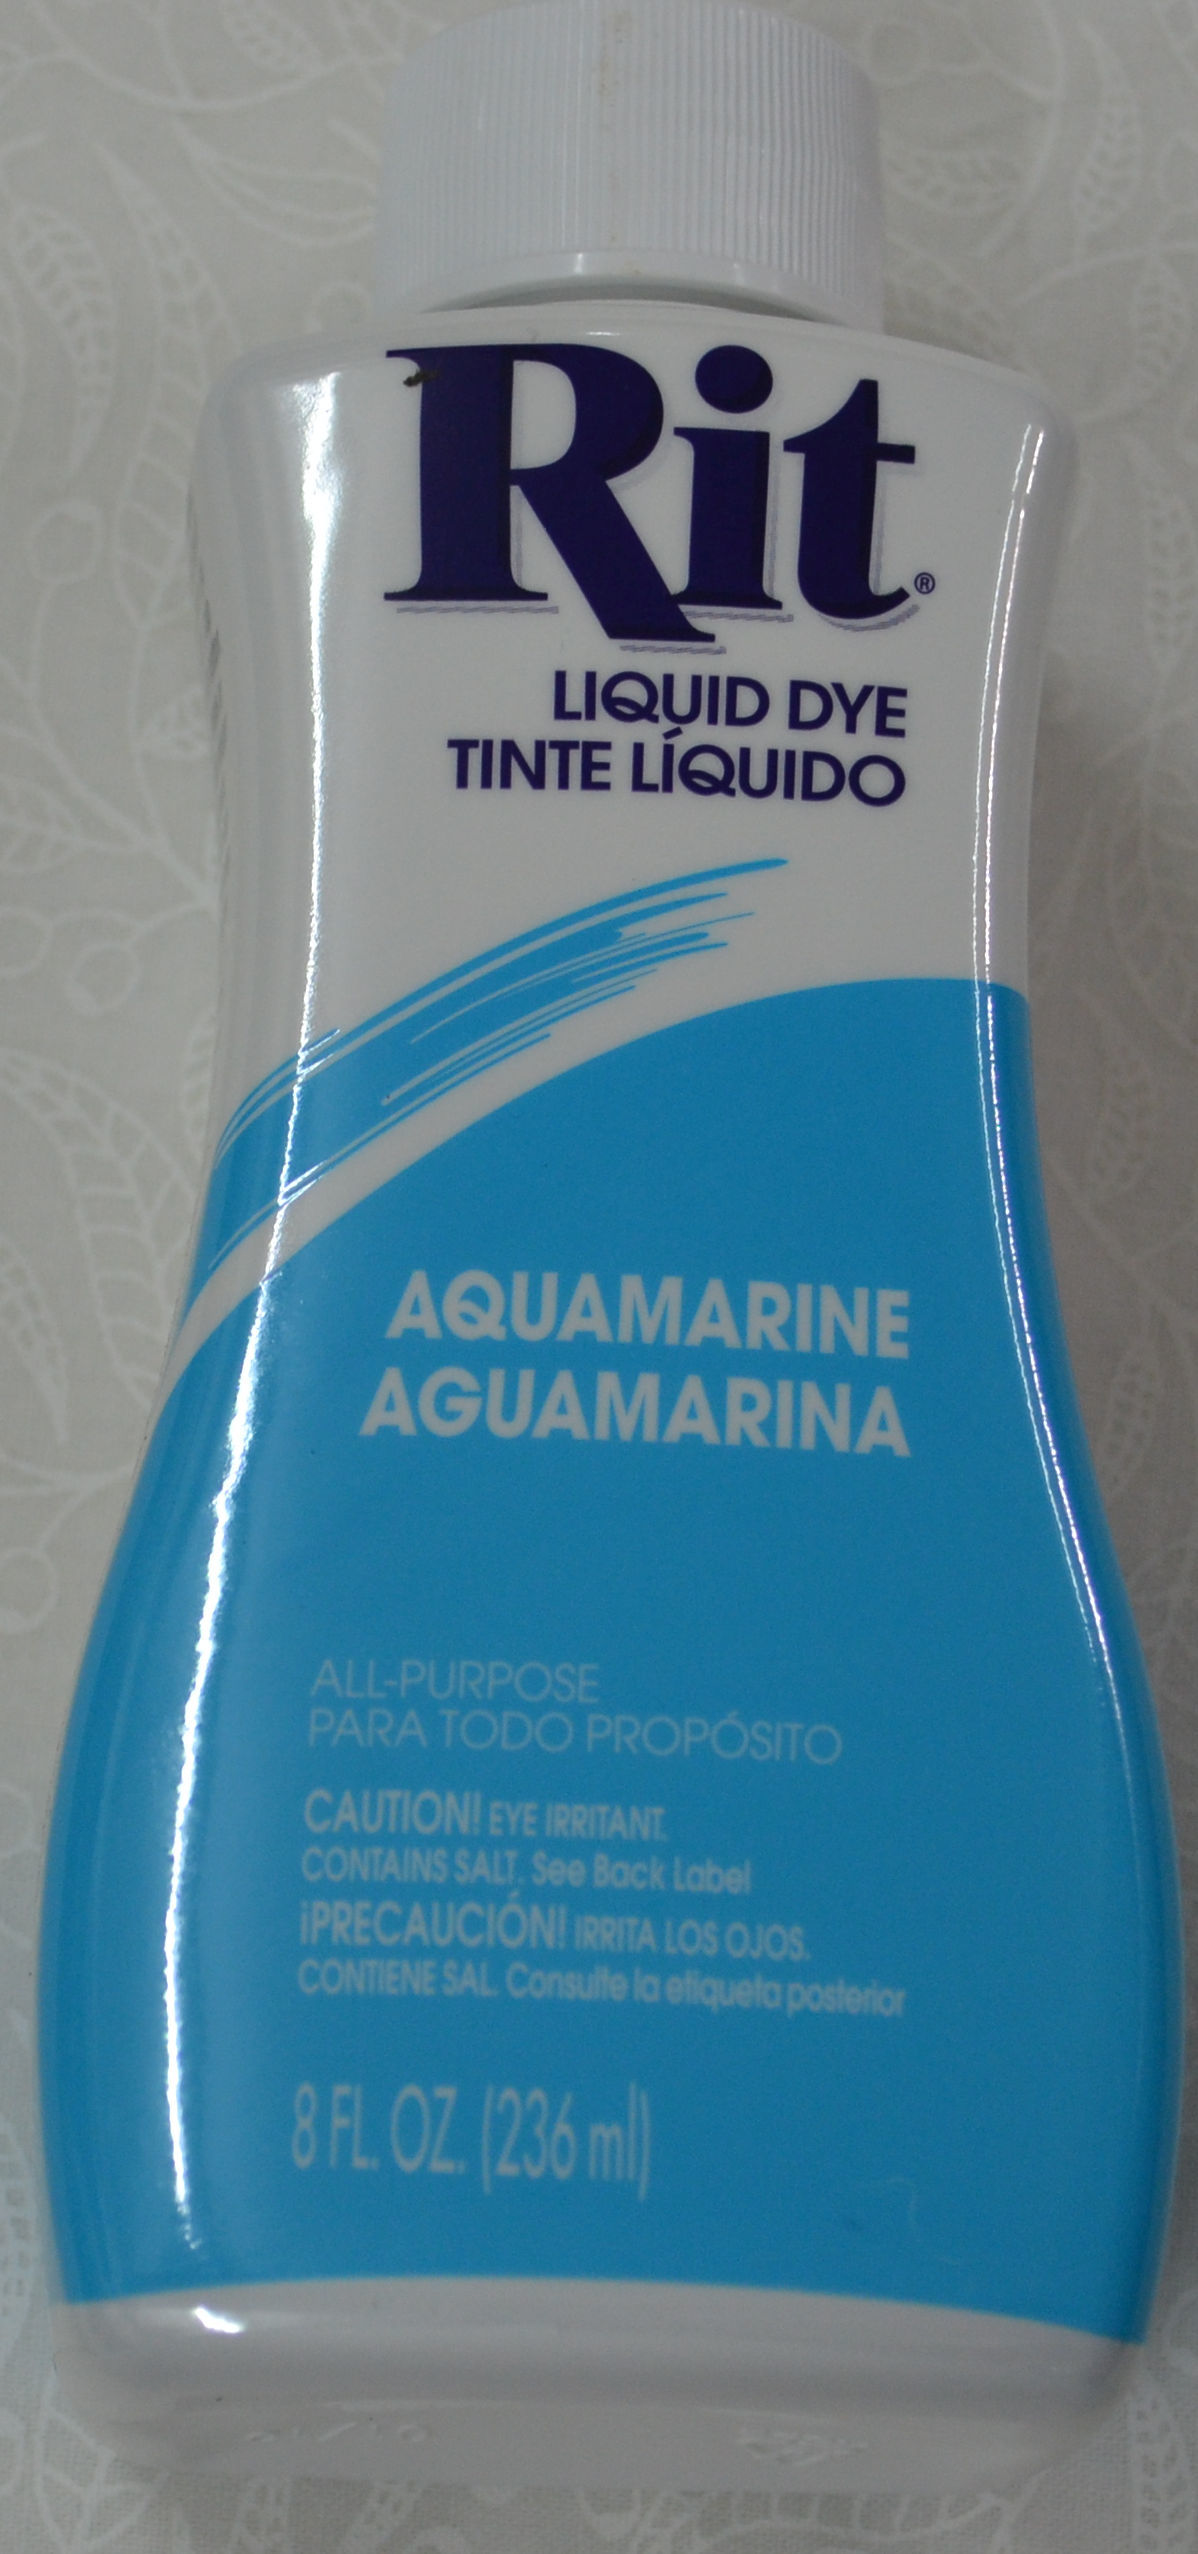 Rit®
LIQUID DYE
TINTE LÍQUIDO
AQUAMARINE
AGUAMARINA
ALL-PURPOSE
PARA TODO PROPÓSITO
CAUTION! EYE IRRITANT.
CONTAINS SALT. See Back Label
¡PRECAUCIÓN! IRRITA LOS OJOS.
CONTIENE SAL. Consulte la etiqueta posterior
8 FL. OZ. (236 ml)